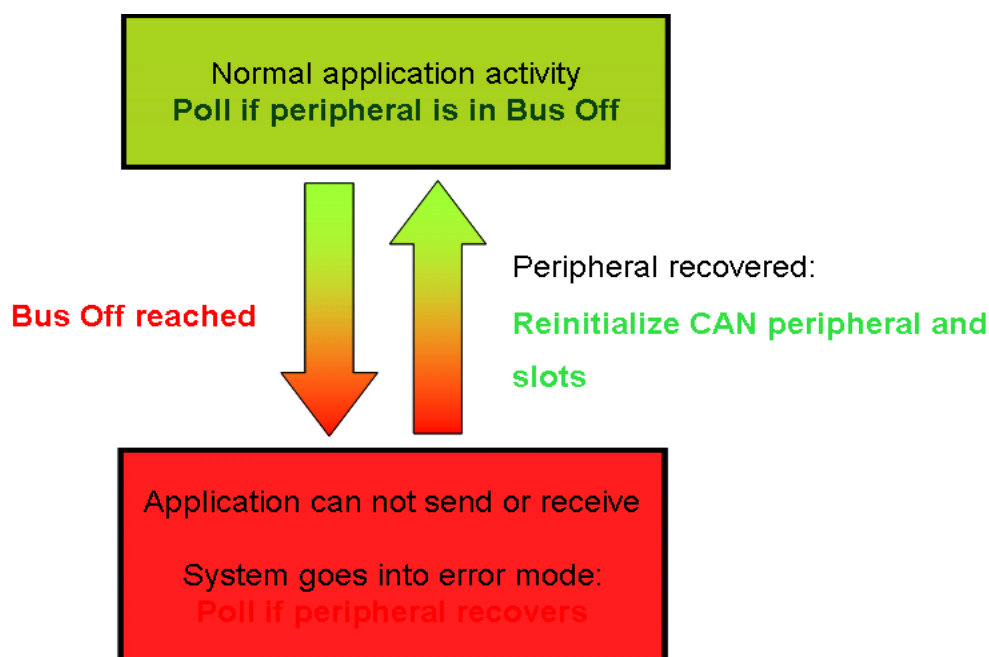 Normal application activity
Poll if peripheral is in Bus Off
Bus Off reached
Peripheral recovered:
Reinitialize CAN peripheral and
slots
Application can not send or receive
System goes into error mode:
Poll if peripheral recovers